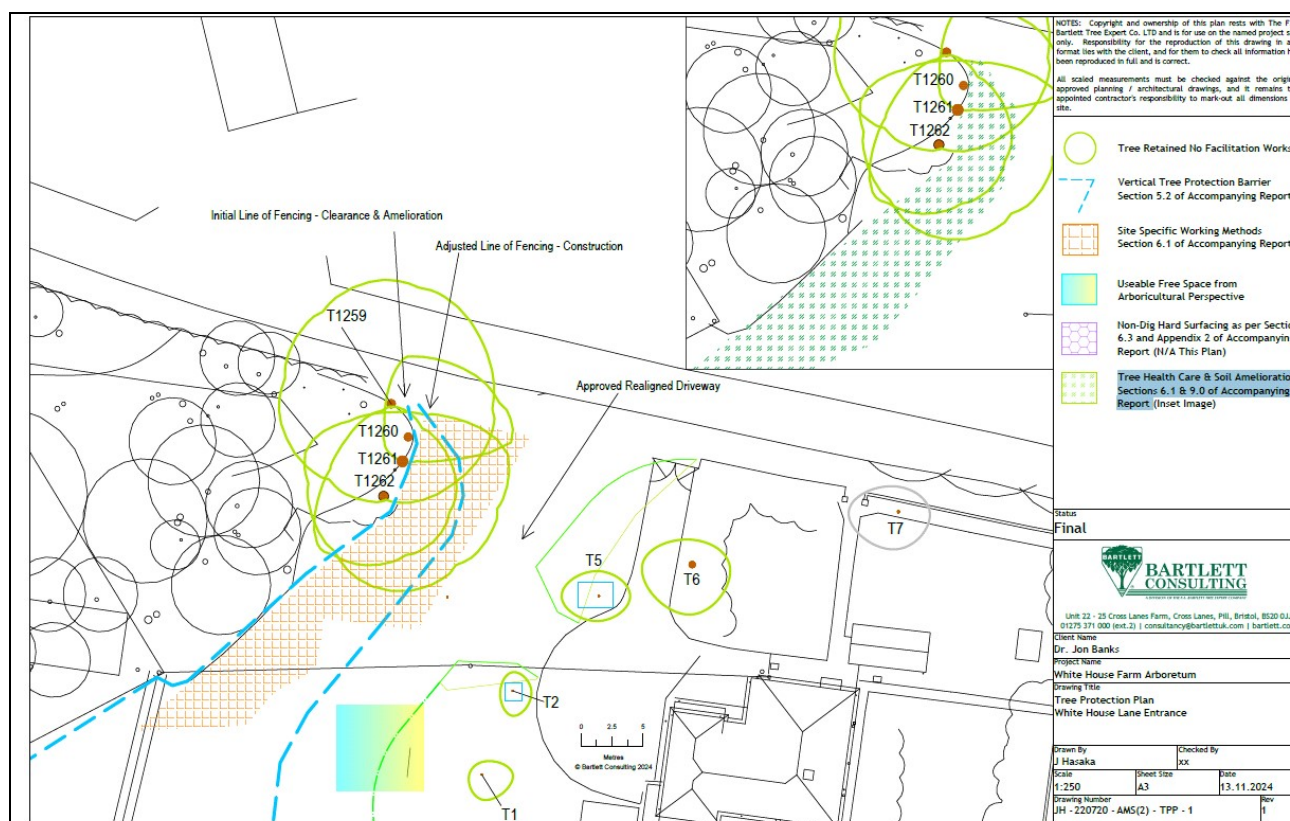 NOTES: Copyright and ownership of this plan rests with The F
Bartlett Tree Expert Co. LTD and is for use on the named project s
only. Responsibility for the reproduction of this drawing in a
format lies with the client, and for them to check all information h
been reproduced in full and is correct.
All scaled measurements must be checked against the origin
approved planning / architectural drawings, and it remains t
appointed contractor's responsibility to mark-out all dimensions
site.
T1260
T1261
T1262
Tree Retained No Facilitation Works
Vertical Tree Protection Barrier
Section 5.2 of Accompanying Report
Site Specific Working Methods
Section 6.1 of Accompanying Report
Useable Free Space from
Arboricultural Perspective
Non-Dig Hard Surfacing as per Sectio
6.3 and Appendix 2 of Accompanyin
Report (N/A This Plan)
Tree Health Care & Soil Amelioratio
Sections 6.1 & 9.0 of Accompanying
Report (Inset Image)
Initial Line of Fencing - Clearance & Amelioration
Adjusted Line of Fencing - Construction
T1259
Approved Realigned Driveway
T1260
T1261
T1262
T5
T6
T7
T2
T1
0 2.5 5
Metres
© Bartlett Consulting 2024
Status
Final
BARTLETT
BARTLETT
CONSULTING
A DIVISION OF THE F.A. BARTLETT TREE EXPERT COMPANY
Unit 22 - 25 Cross Lanes Farm, Cross Lanes, Pill, Bristol, BS20 0J
01275 371 000 (ext.2) | consultancy@bartlettuk.com | bartlett.co
Client Name
Dr. Jon Banks
Project Name
White House Farm Arboretum
Drawing Title
Tree Protection Plan
White House Lane Entrance
Drawn By Checked By
J Hasaka xx
Scale Sheet Size Date
1:250 A3 13.11.2024
Drawing Number Rev
JH - 220720 - AMS(2) - TPP - 1 1